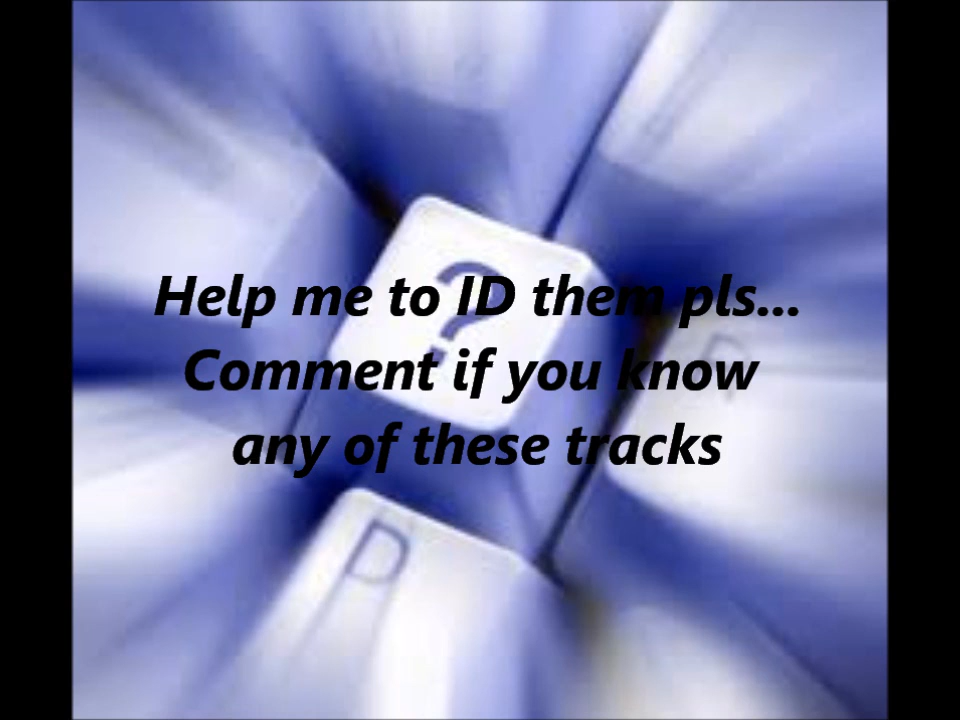 ?
Help me to ID them pls...
Comment if you know
any of these tracks
D